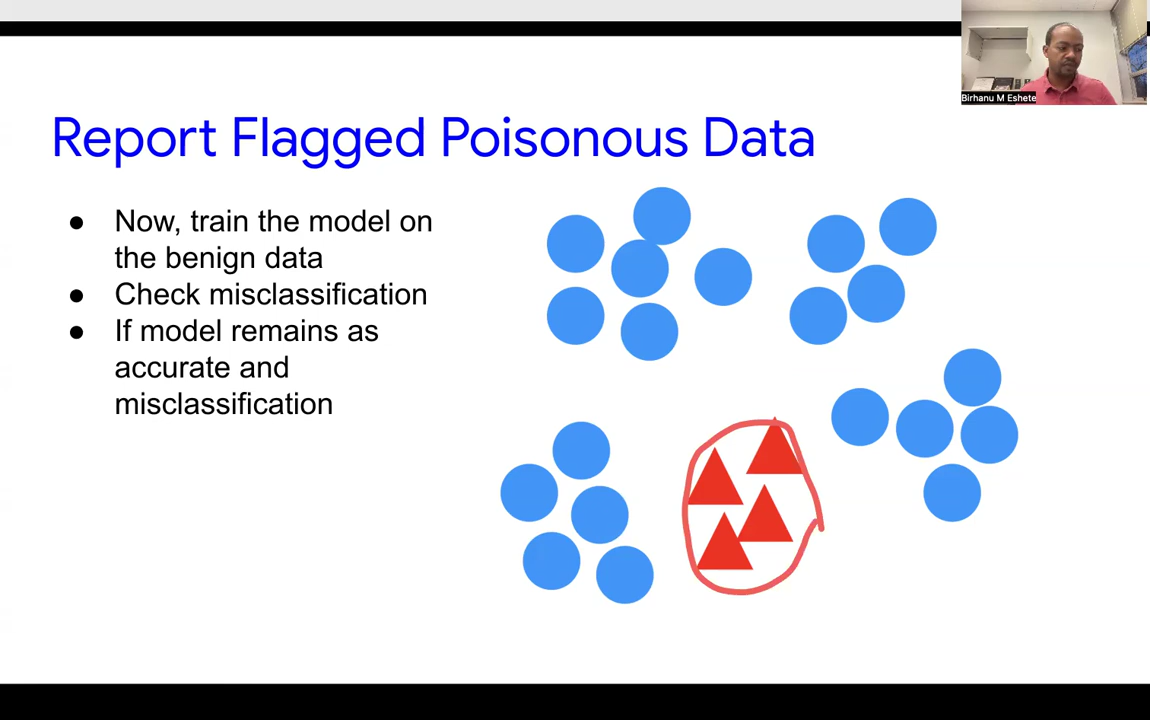 Birhanu M Eshete
Report Flagged Poisonous Data
● Now, train the model on
the benign data
● Check misclassification
● If model remains as
accurate and
misclassification